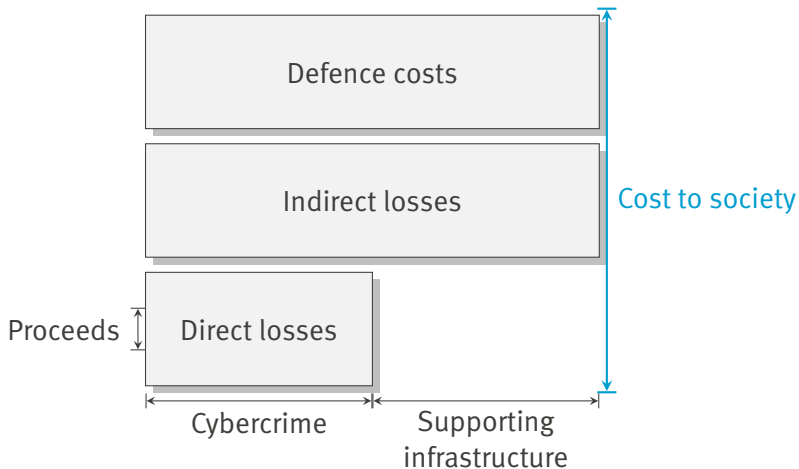 Defence costs
Indirect losses
Cost to society
Proceeds
Direct losses
Cybercrime
Supporting
infrastructure